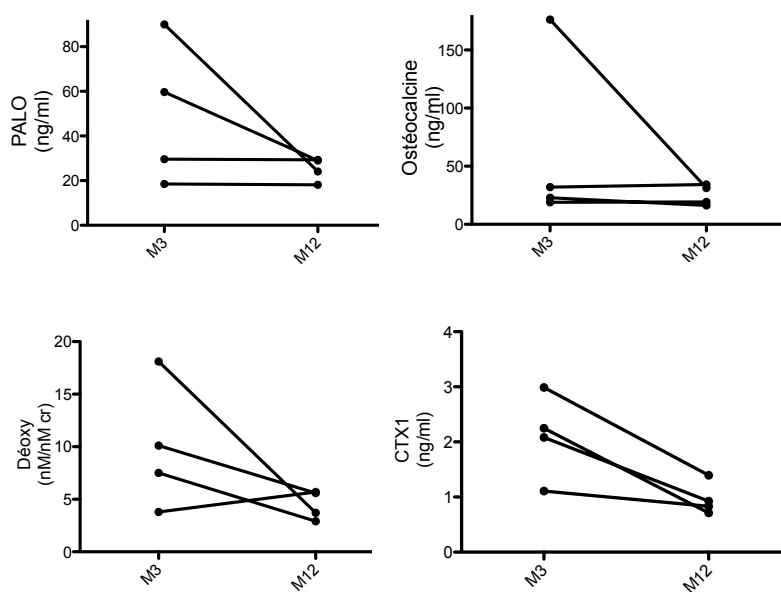 PALO
(ng/ml)
80
60
40
20
0
M3
M12
Ostéocalcine
(ng/ml)
150
100
50
0
M3
M12
Déoxy
(nM/nM cr)
20
15
10
5
0
M3
M12
CTX1
(ng/ml)
4
3
2
1
0
M3
M12